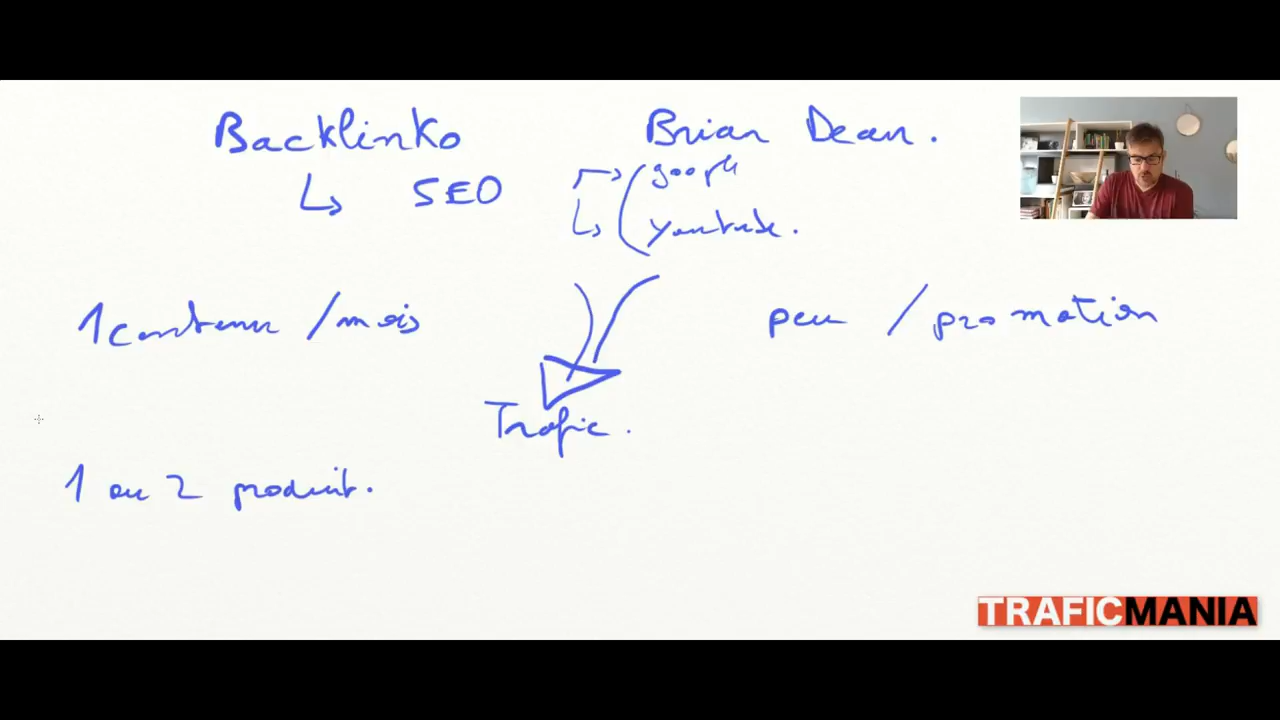 Backlinko Brian Dean.
↳ SEO google
youtube.
1 contenu /mois peu / promotion
Trafic.
1 ou 2 produit.
TRAFICMANIA